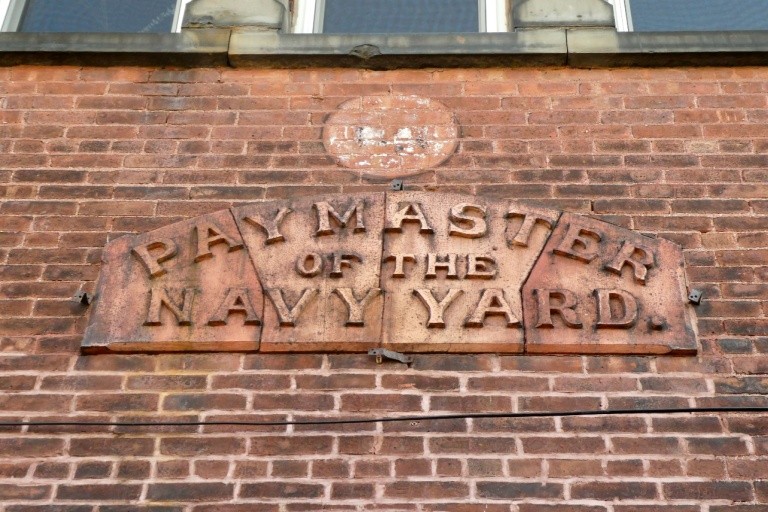 PAYMASTER
OF THE
NAVY YARD.